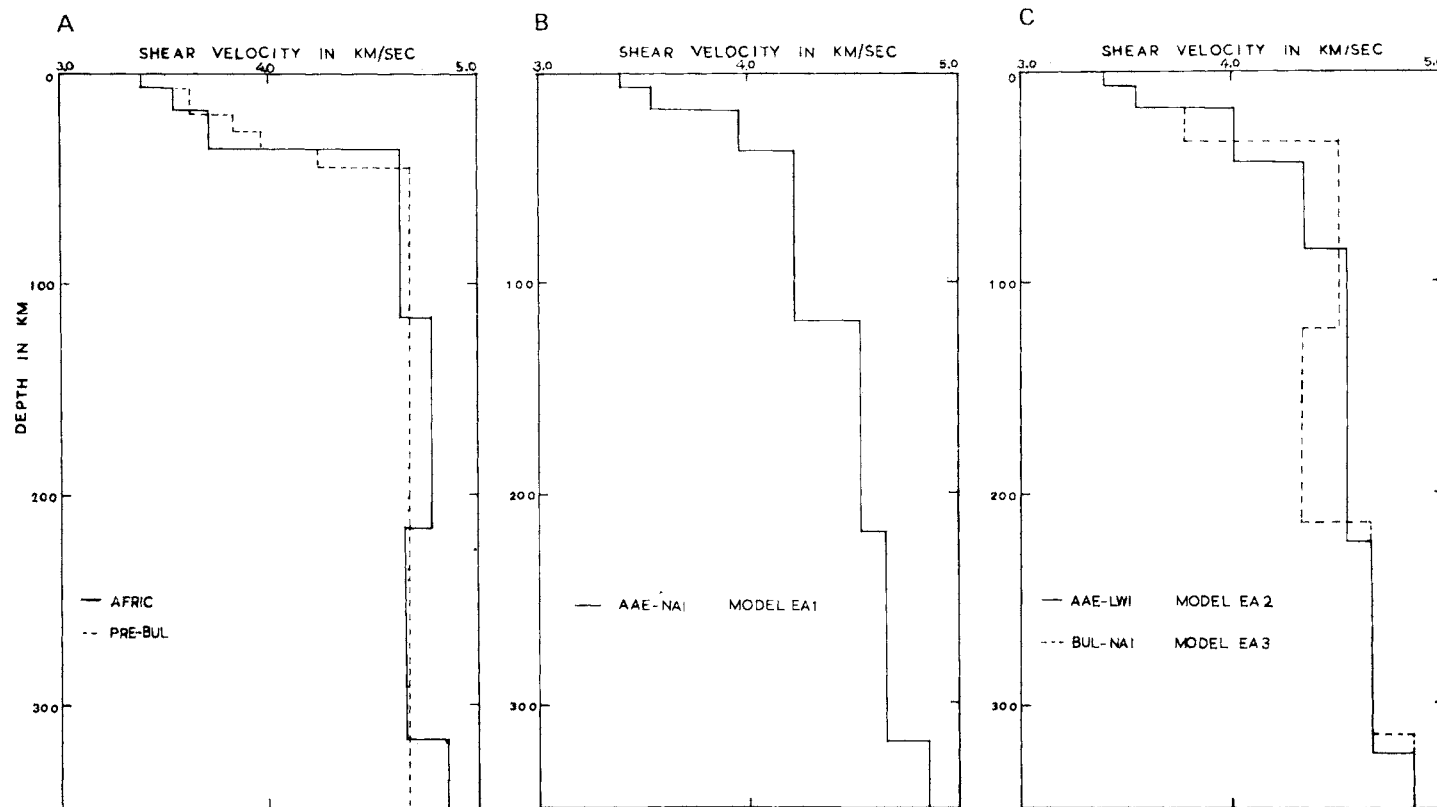 A
SHEAR VELOCITY IN KM/SEC
3.0 4.0 5.0
0
100
200
300
DEPTH IN KM
AFRIC
PRE-BUL
B
SHEAR VELOCITY IN KM/SEC
3.0 4.0 5.0
100
200
300
AAE-NAI MODEL EA1
C
SHEAR VELOCITY IN KM/SEC
3.0 4.0 5.0
0
100
200
300
AAE-LWI MODEL EA2
BUL-NAI MODEL EA3